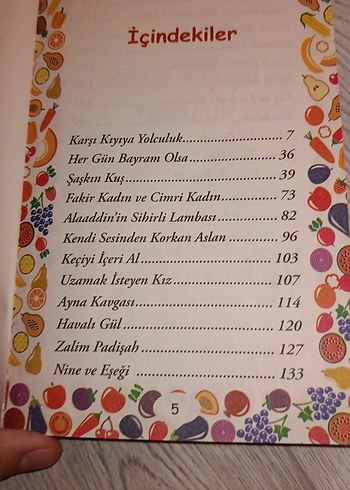 İçindekiler
Karşı Kıyıya Yolculuk............................ 7
Her Gün Bayram Olsa........................ 36
Şaşkın Kuş........................................ 39
Fakir Kadın ve Cimri Kadın............... 73
Alaaddin'in Sihirli Lambası ............... 82
Kendi Sesinden Korkan Aslan ............ 96
Keçiyi İçeri Al ................................. 103
Uzamak İsteyen Kız ......................... 107
Ayna Kavgası ................................... 114
Havalı Gül ....................................... 120
Zalim Padişah .................................. 127
Nine ve Eşeği ................................... 133
5